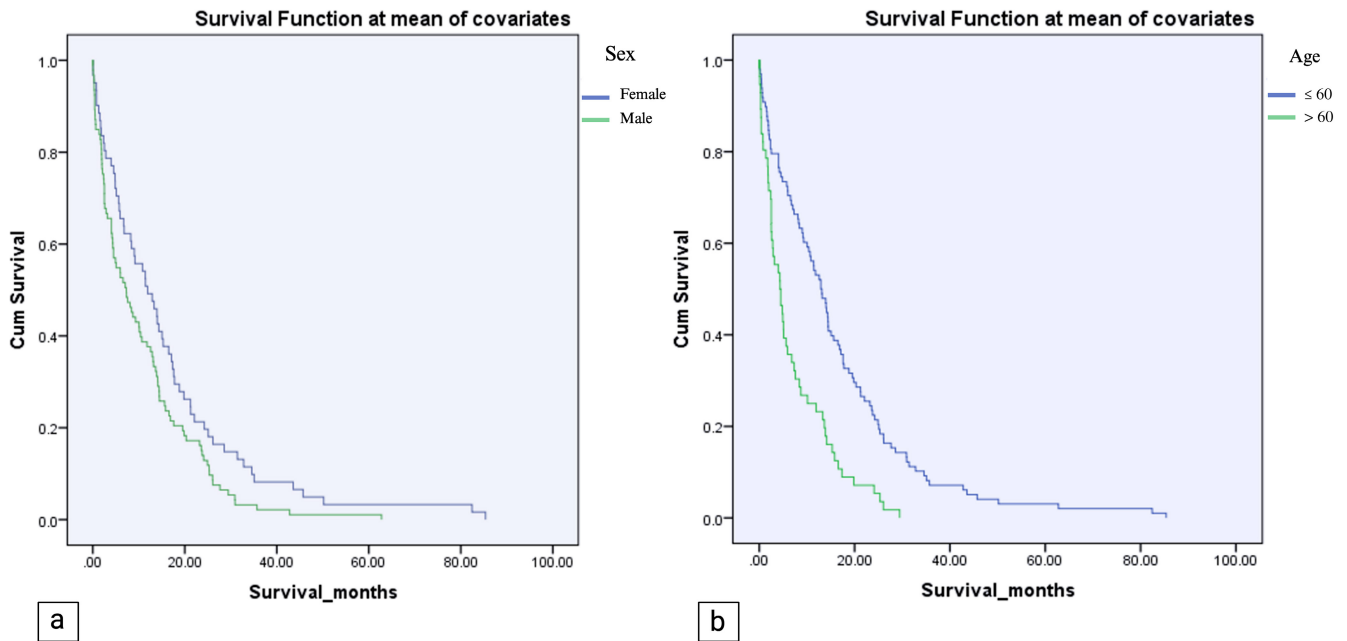 Survival Function at mean of covariates
Sex
Female
Male
1.0
0.8
0.6
0.4
0.2
0.0
Cum Survival
.00 20.00 40.00 60.00 80.00 100.00
Survival_months
a
Survival Function at mean of covariates
Age
≤ 60
> 60
1.0
0.8
0.6
0.4
0.2
0.0
Cum Survival
.00 20.00 40.00 60.00 80.00 100.00
Survival_months
b